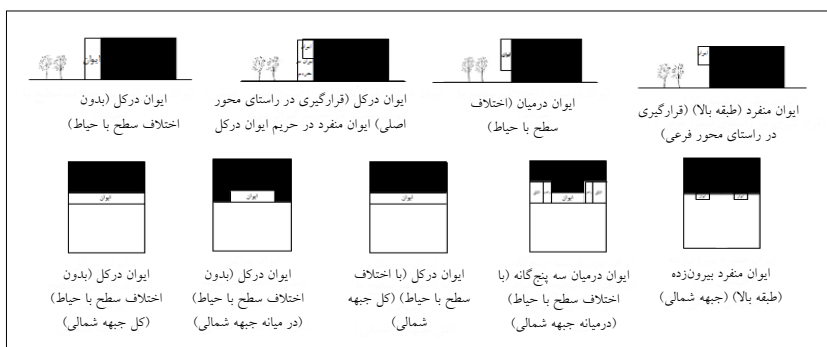 ایوان
ایوان درکل (بدون
اختلاف سطح با حیاط)
ایوان
ایوان درکل (قرارگیری در راستای محور
اصلی) ایوان منفرد در حریم ایوان درکل
ایوان
ایوان درمیان (اختلاف
سطح با حیاط)
ایوان
ایوان منفرد (طبقه بالا) (قرارگیری
در راستای محور فرعی)
ایوان
ایوان درکل (بدون
اختلاف سطح با حیاط)
(کل جبهه شمالی)
ایوان
ایوان درکل (بدون
اختلاف سطح با حیاط)
(در میانه جبهه شمالی)
ایوان
ایوان درکل (با اختلاف
سطح با حیاط) (کل جبهه
شمالی)
ایوان
ایوان درمیان سه پنج‌گانه (با
اختلاف سطح با حیاط)
(درمیانه جبهه شمالی)
ایوان منفرد بیرون‌زده
(طبقه بالا) (جبهه شمالی)